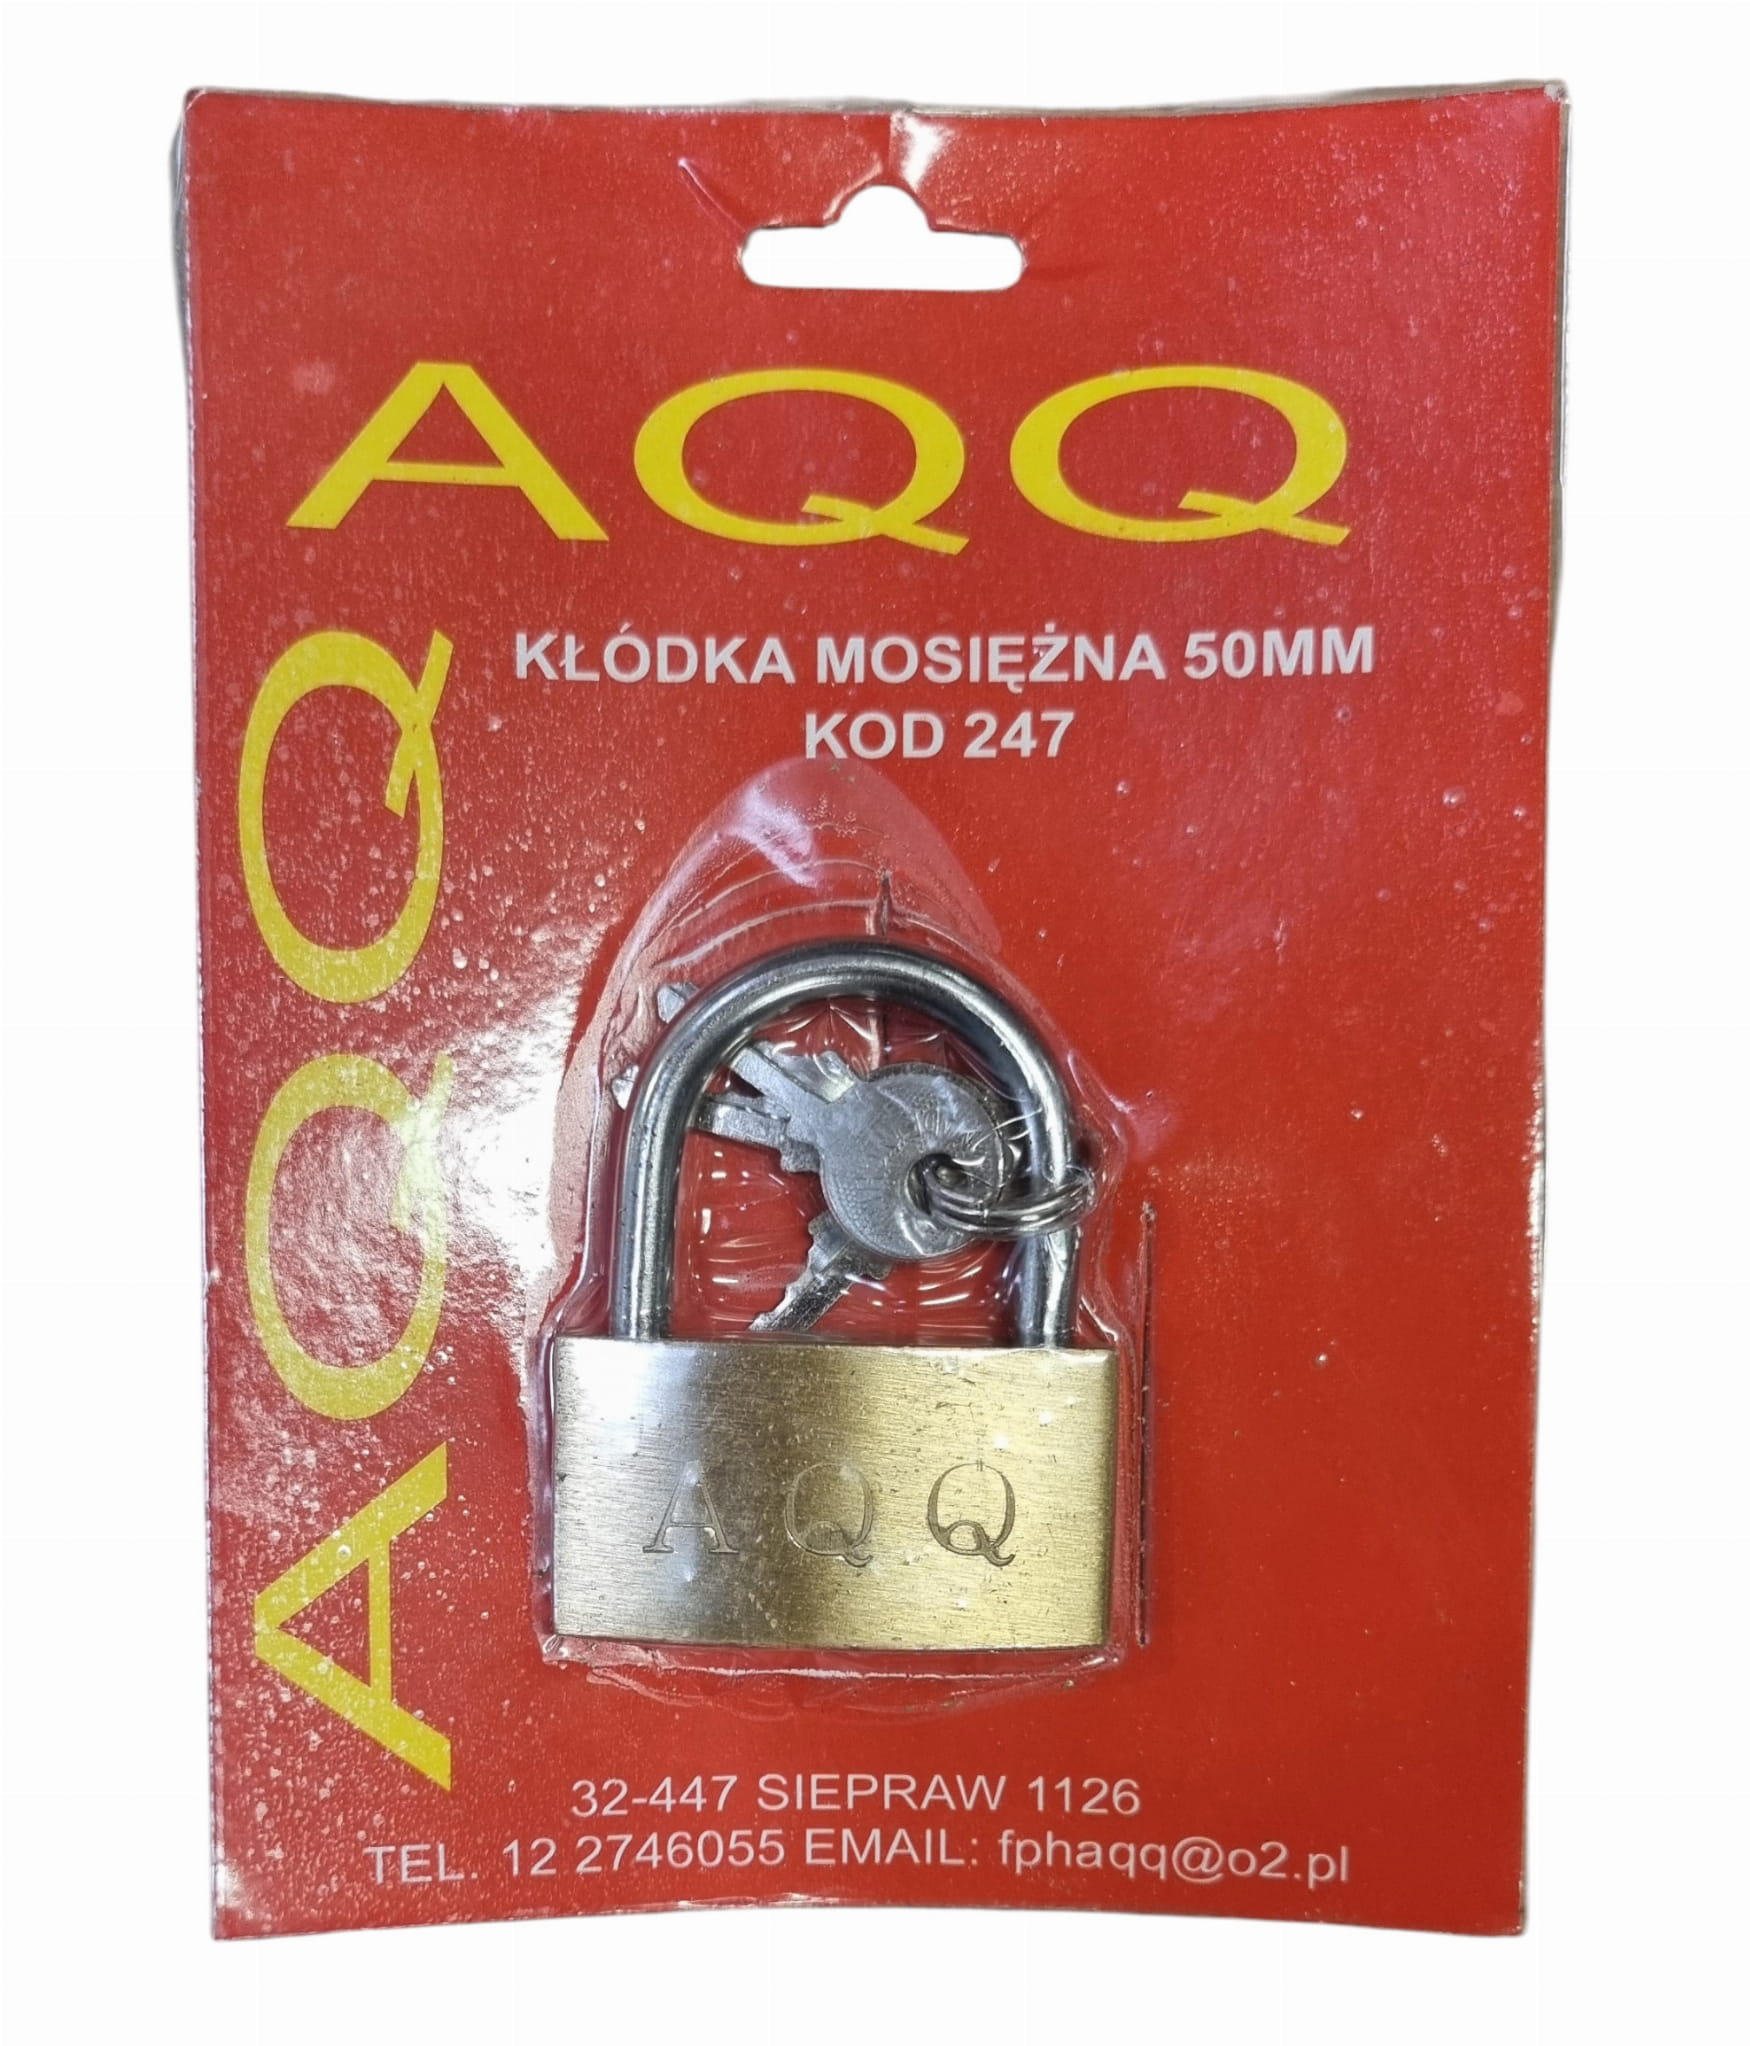 AQQ
AQQ
KŁÓDKA MOSIĘŻNA 50MM
KOD 247
AQQ
32-447 SIEPRAW 1126
TEL. 12 2746055 EMAIL: fphaqq@o2.pl